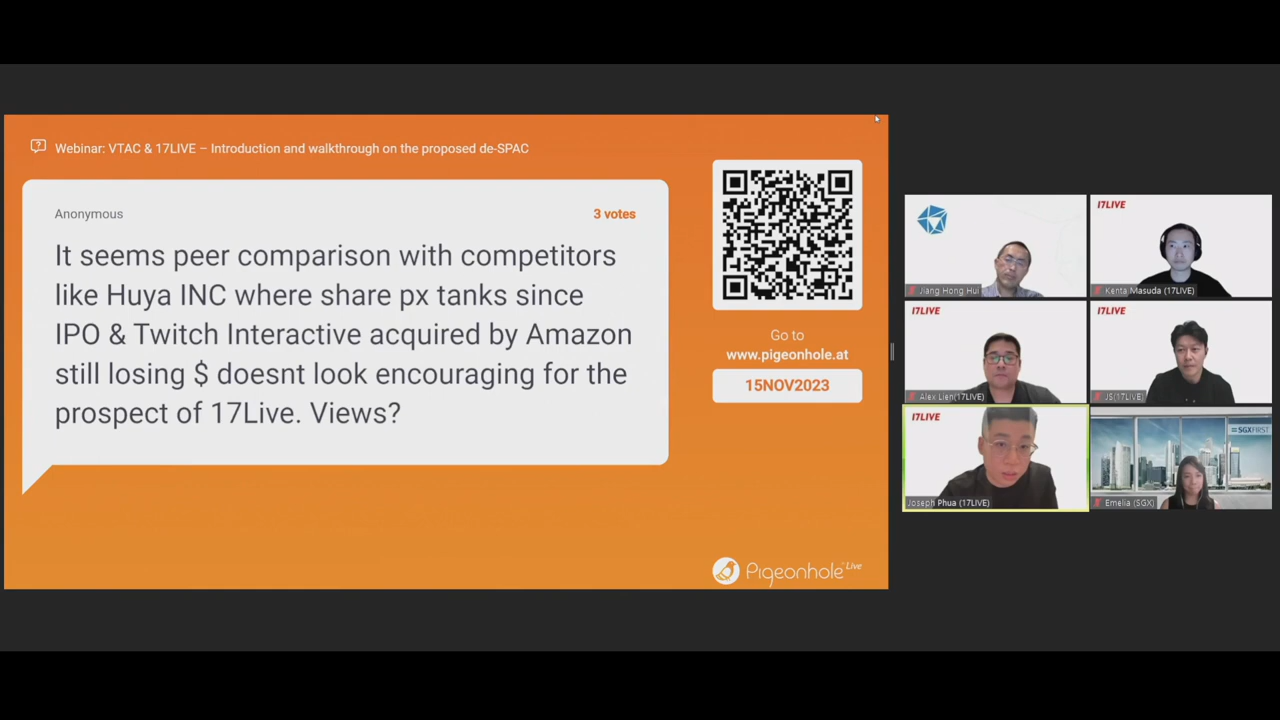 Webinar: VTAC & 17LIVE – Introduction and walkthrough on the proposed de-SPAC
Anonymous
3 votes
It seems peer comparison with competitors
like Huya INC where share px tanks since
IPO & Twitch Interactive acquired by Amazon
still losing $ doesnt look encouraging for the
prospect of 17Live. Views?
Go to
www.pigeonhole.at
15NOV2023
Pigeonhole Live
Jiang Hong Hui
17LIVE
Kenta Masuda (17LIVE)
17LIVE
Alex Lien(17LIVE)
17LIVE
JS(17LIVE)
17LIVE
Joseph Phua (17LIVE)
SGXFIRST
Emelia (SGX)